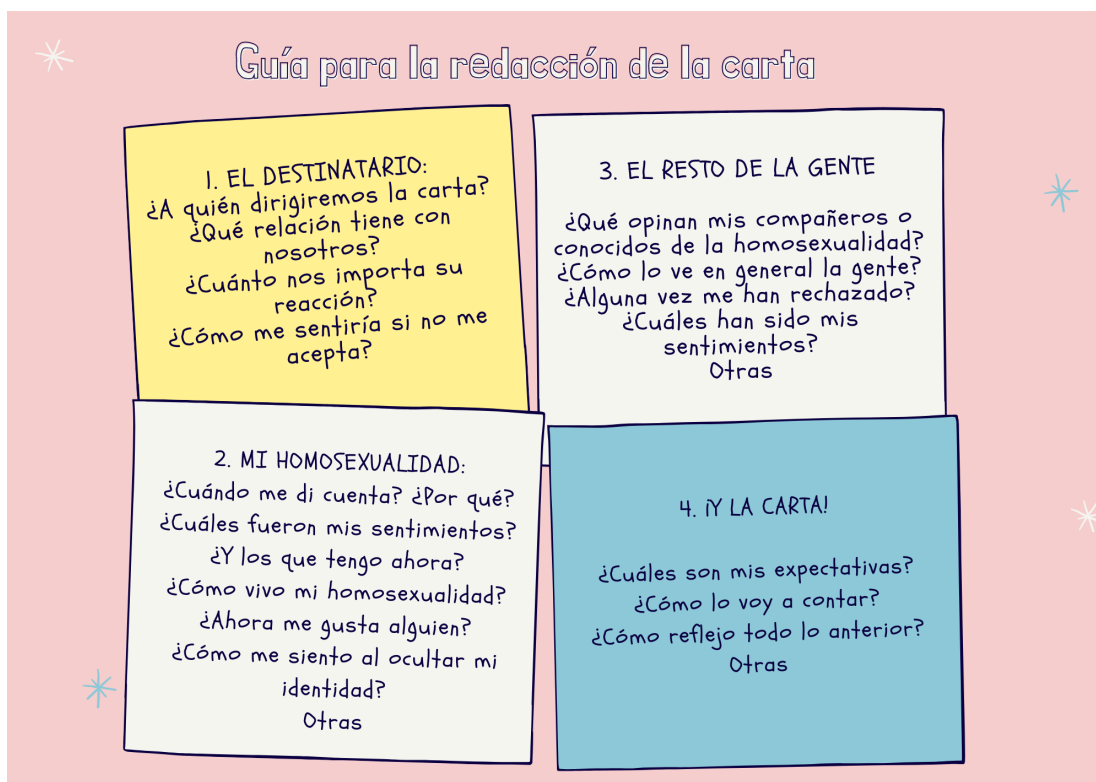 Guía para la redacción de la carta
1. EL DESTINATARIO:
¿A quién dirigiremos la carta?
¿Qué relación tiene con
nosotros?
¿Cuánto nos importa su
reacción?
¿Cómo me sentiría si no me
acepta?
2. MI HOMOSEXUALIDAD:
¿Cuándo me di cuenta? ¿Por qué?
¿Cuáles fueron mis sentimientos?
¿Y los que tengo ahora?
¿Cómo vivo mi homosexualidad?
¿Ahora me gusta alguien?
¿Cómo me siento al ocultar mi
identidad?
Otras
3. EL RESTO DE LA GENTE
¿Qué opinan mis compañeros o
conocidos de la homosexualidad?
¿Cómo lo ve en general la gente?
¿Alguna vez me han rechazado?
¿Cuáles han sido mis
sentimientos?
Otras
4. ¡Y LA CARTA!
¿Cuáles son mis expectativas?
¿Cómo lo voy a contar?
¿Cómo reflejo todo lo anterior?
Otras